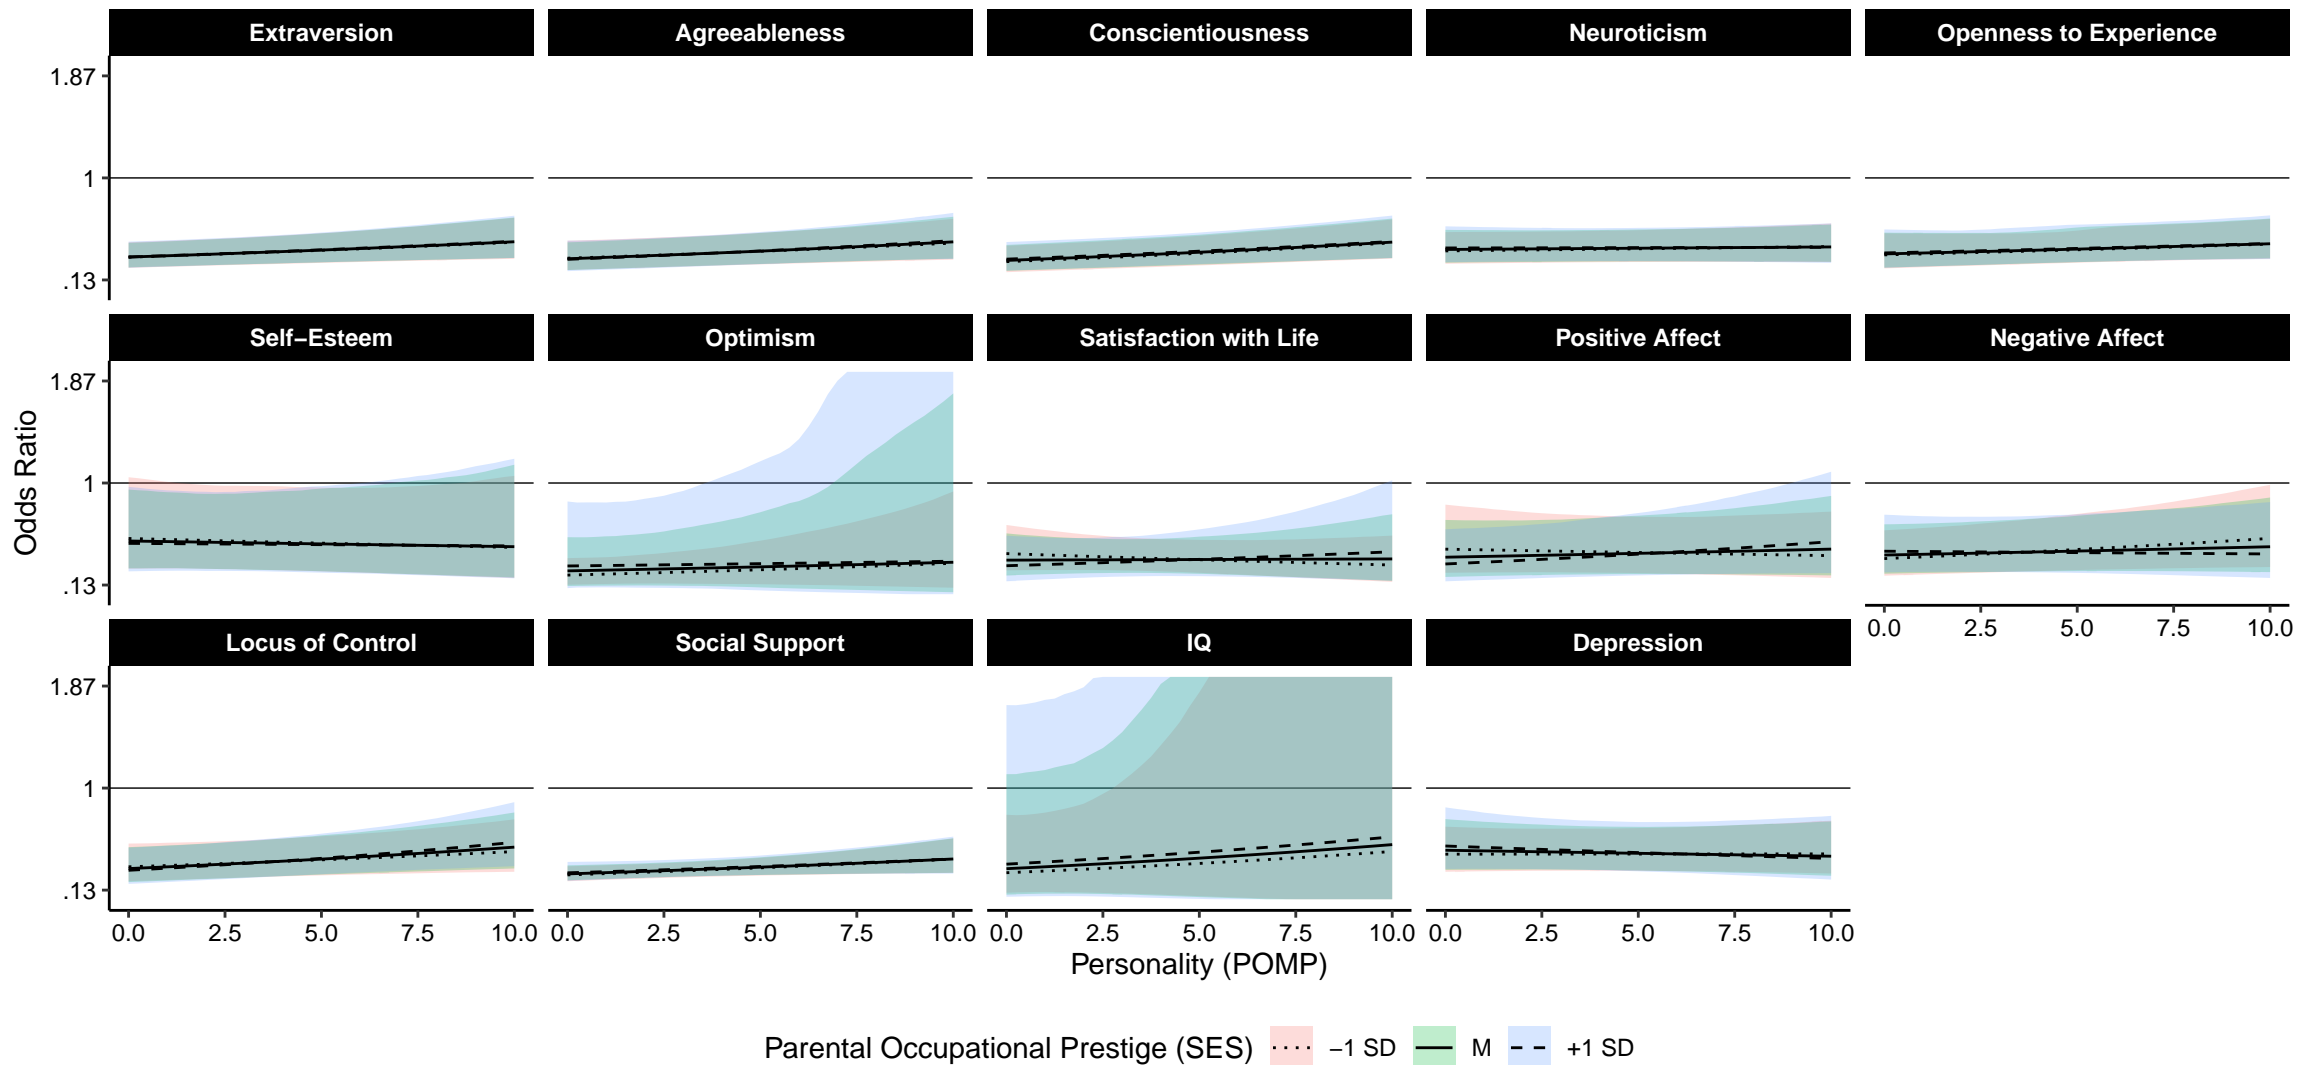 Extraversion Agreeableness Conscientiousness Neuroticism Openness to Experience
1.87
1
.13
Self−Esteem Optimism Satisfaction with Life Positive Affect Negative Affect
1.87
1
.13
0.0 2.5 5.0 7.5 10.0
Locus of Control Social Support IQ Depression
1.87
1
.13
0.0 2.5 5.0 7.5 10.0 0.0 2.5 5.0 7.5 10.0 0.0 2.5 5.0 7.5 10.0 0.0 2.5 5.0 7.5 10.0
Odds Ratio
Personality (POMP)
Parental Occupational Prestige (SES) −1 SD M +1 SD